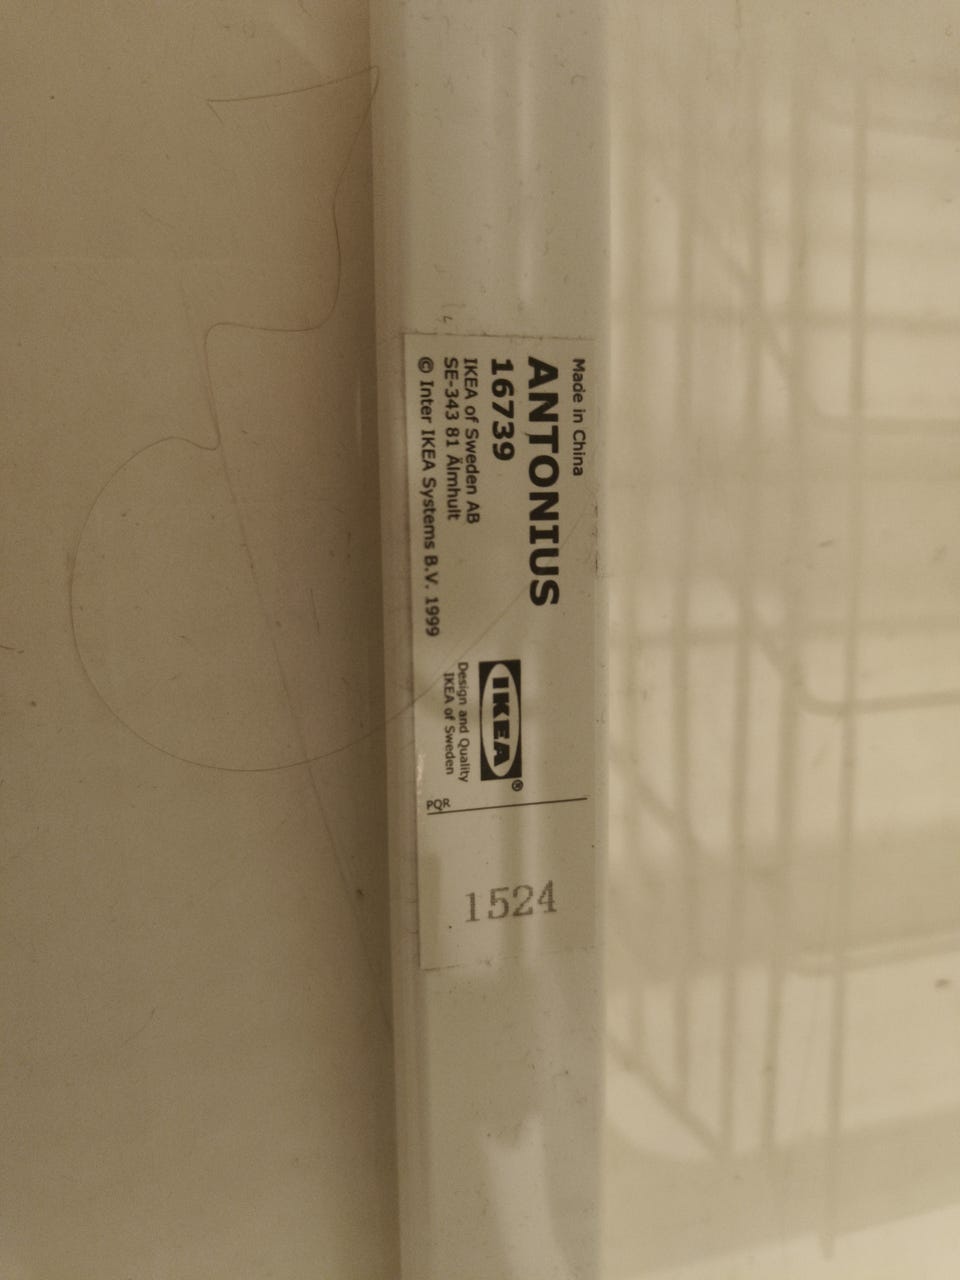 Made in China
ANTONIUS
16739
IKEA of Sweden AB
SE-343 81 Älmhult
© Inter IKEA Systems B.V. 1999
IKEA®
Design and Quality
IKEA of Sweden
PQR
1524